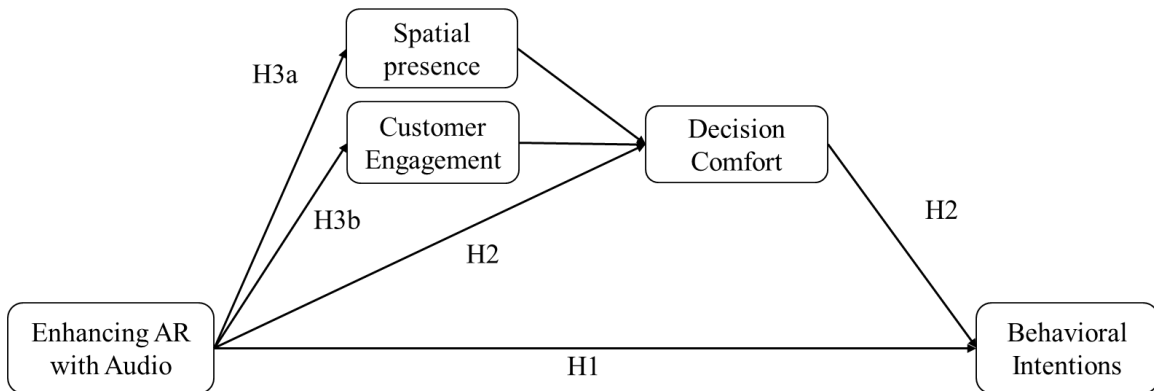 Spatial
presence
H3a
Customer
Engagement
Decision
Comfort
H3b
H2
H2
Enhancing AR
with Audio
H1
Behavioral
Intentions